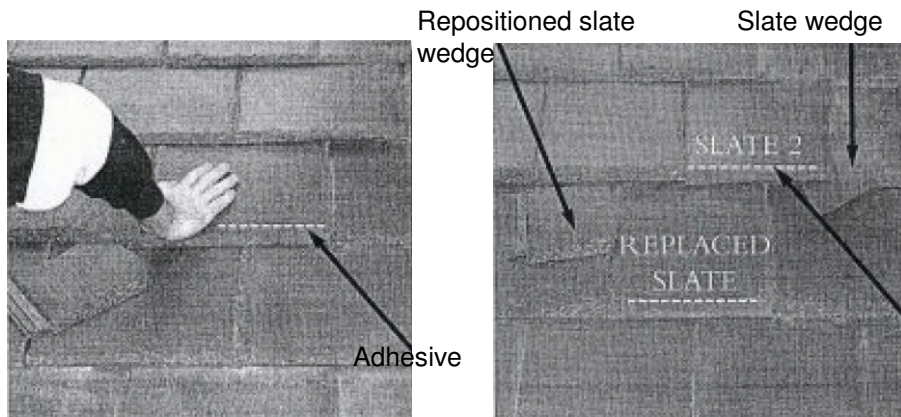 Repositioned slate
wedge
Slate wedge
SLATE 2
REPLACED
SLATE
Adhesive